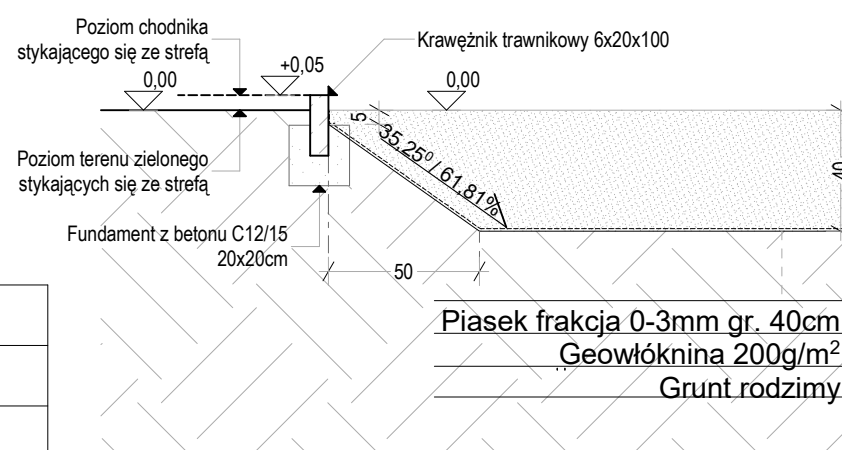 Poziom chodnika
stykającego się ze strefą
Krawężnik trawnikowy 6x20x100
+0,05
0,00
0,00
5
35,25⁰ / 61,81%
40
Poziom terenu zielonego
stykających się ze strefą
Fundament z betonu C12/15
20x20cm
50
Piasek frakcja 0-3mm gr. 40cm
Geowłóknina 200g/m²
Grunt rodzimy